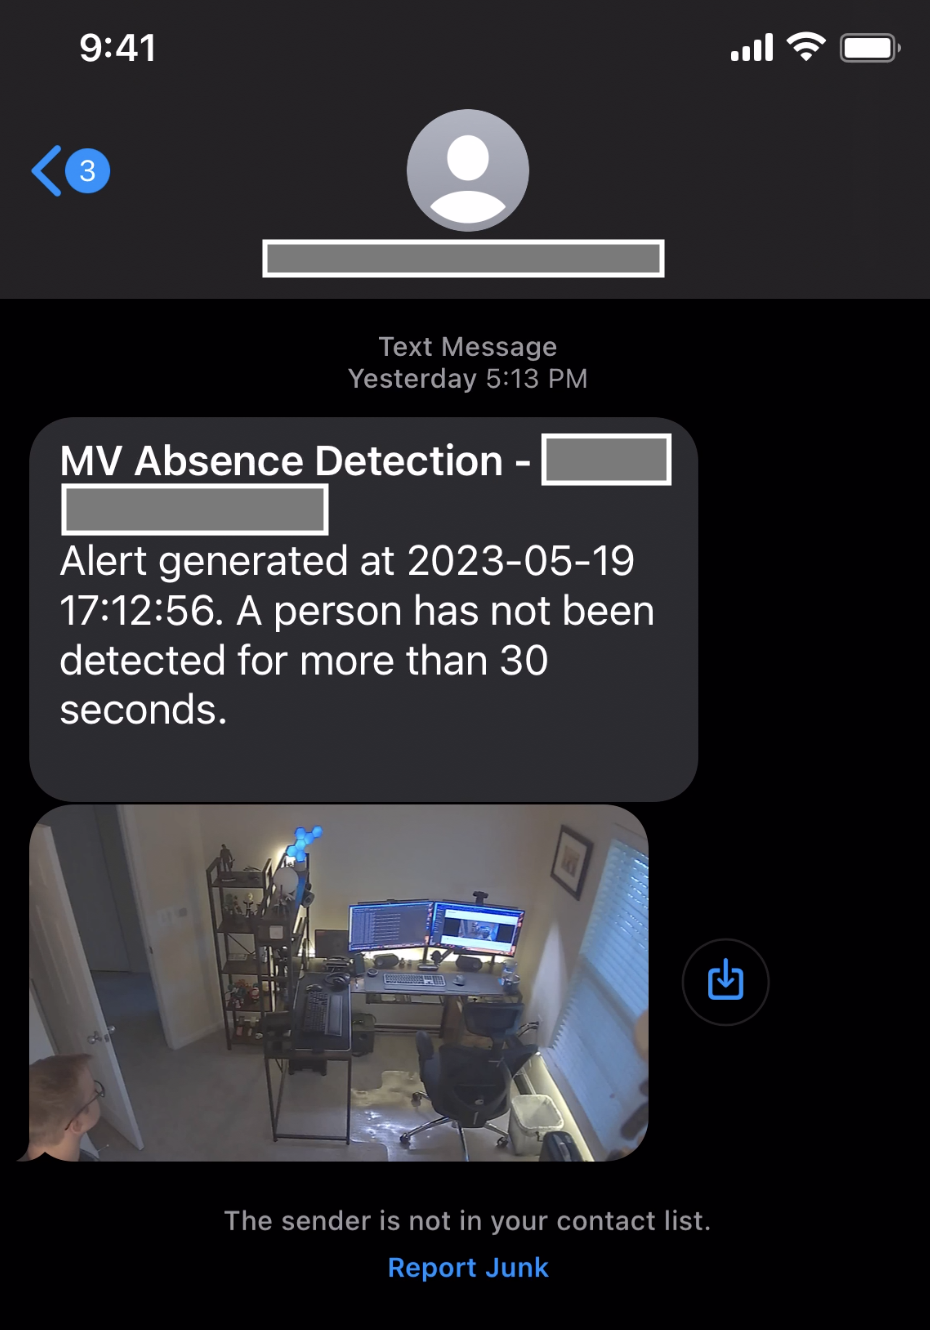 9:41
3
Text Message
Yesterday 5:13 PM
MV Absence Detection -
Alert generated at 2023-05-19
17:12:56. A person has not been
detected for more than 30
seconds.
The sender is not in your contact list.
Report Junk